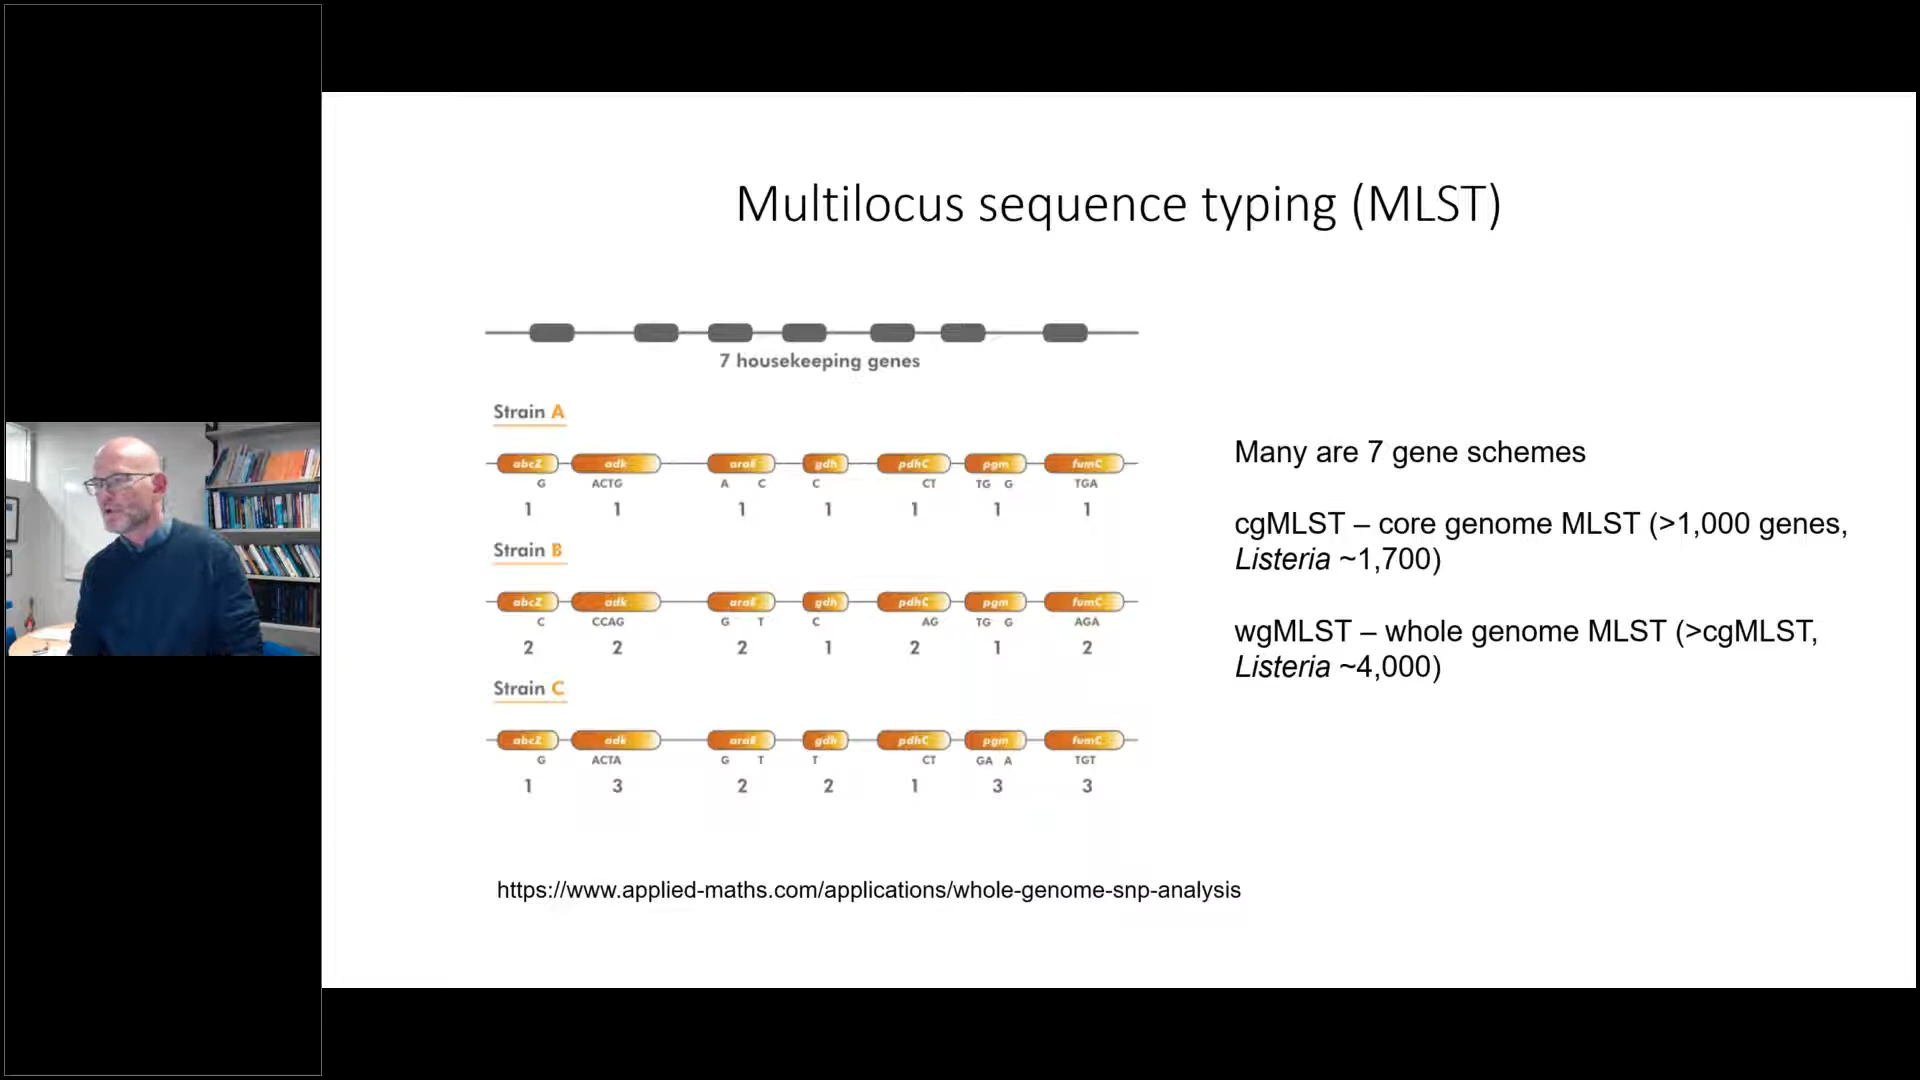 Multilocus sequence typing (MLST)
7 housekeeping genes
Strain A
abcZ adk aroE gdh pdhC pgm fumC
G ACTG A C C CT TG G TGA
1 1 1 1 1 1 1
Strain B
abcZ adk aroE gdh pdhC pgm fumC
C CCAG G T C AG TG G AGA
2 2 2 1 2 1 2
Strain C
abcZ adk aroE gdh pdhC pgm fumC
G ACTA G T T CT GA A TGT
1 3 2 2 1 3 3
Many are 7 gene schemes
cgMLST – core genome MLST (>1,000 genes,
Listeria ~1,700)
wgMLST – whole genome MLST (>cgMLST,
Listeria ~4,000)
https://www.applied-maths.com/applications/whole-genome-snp-analysis